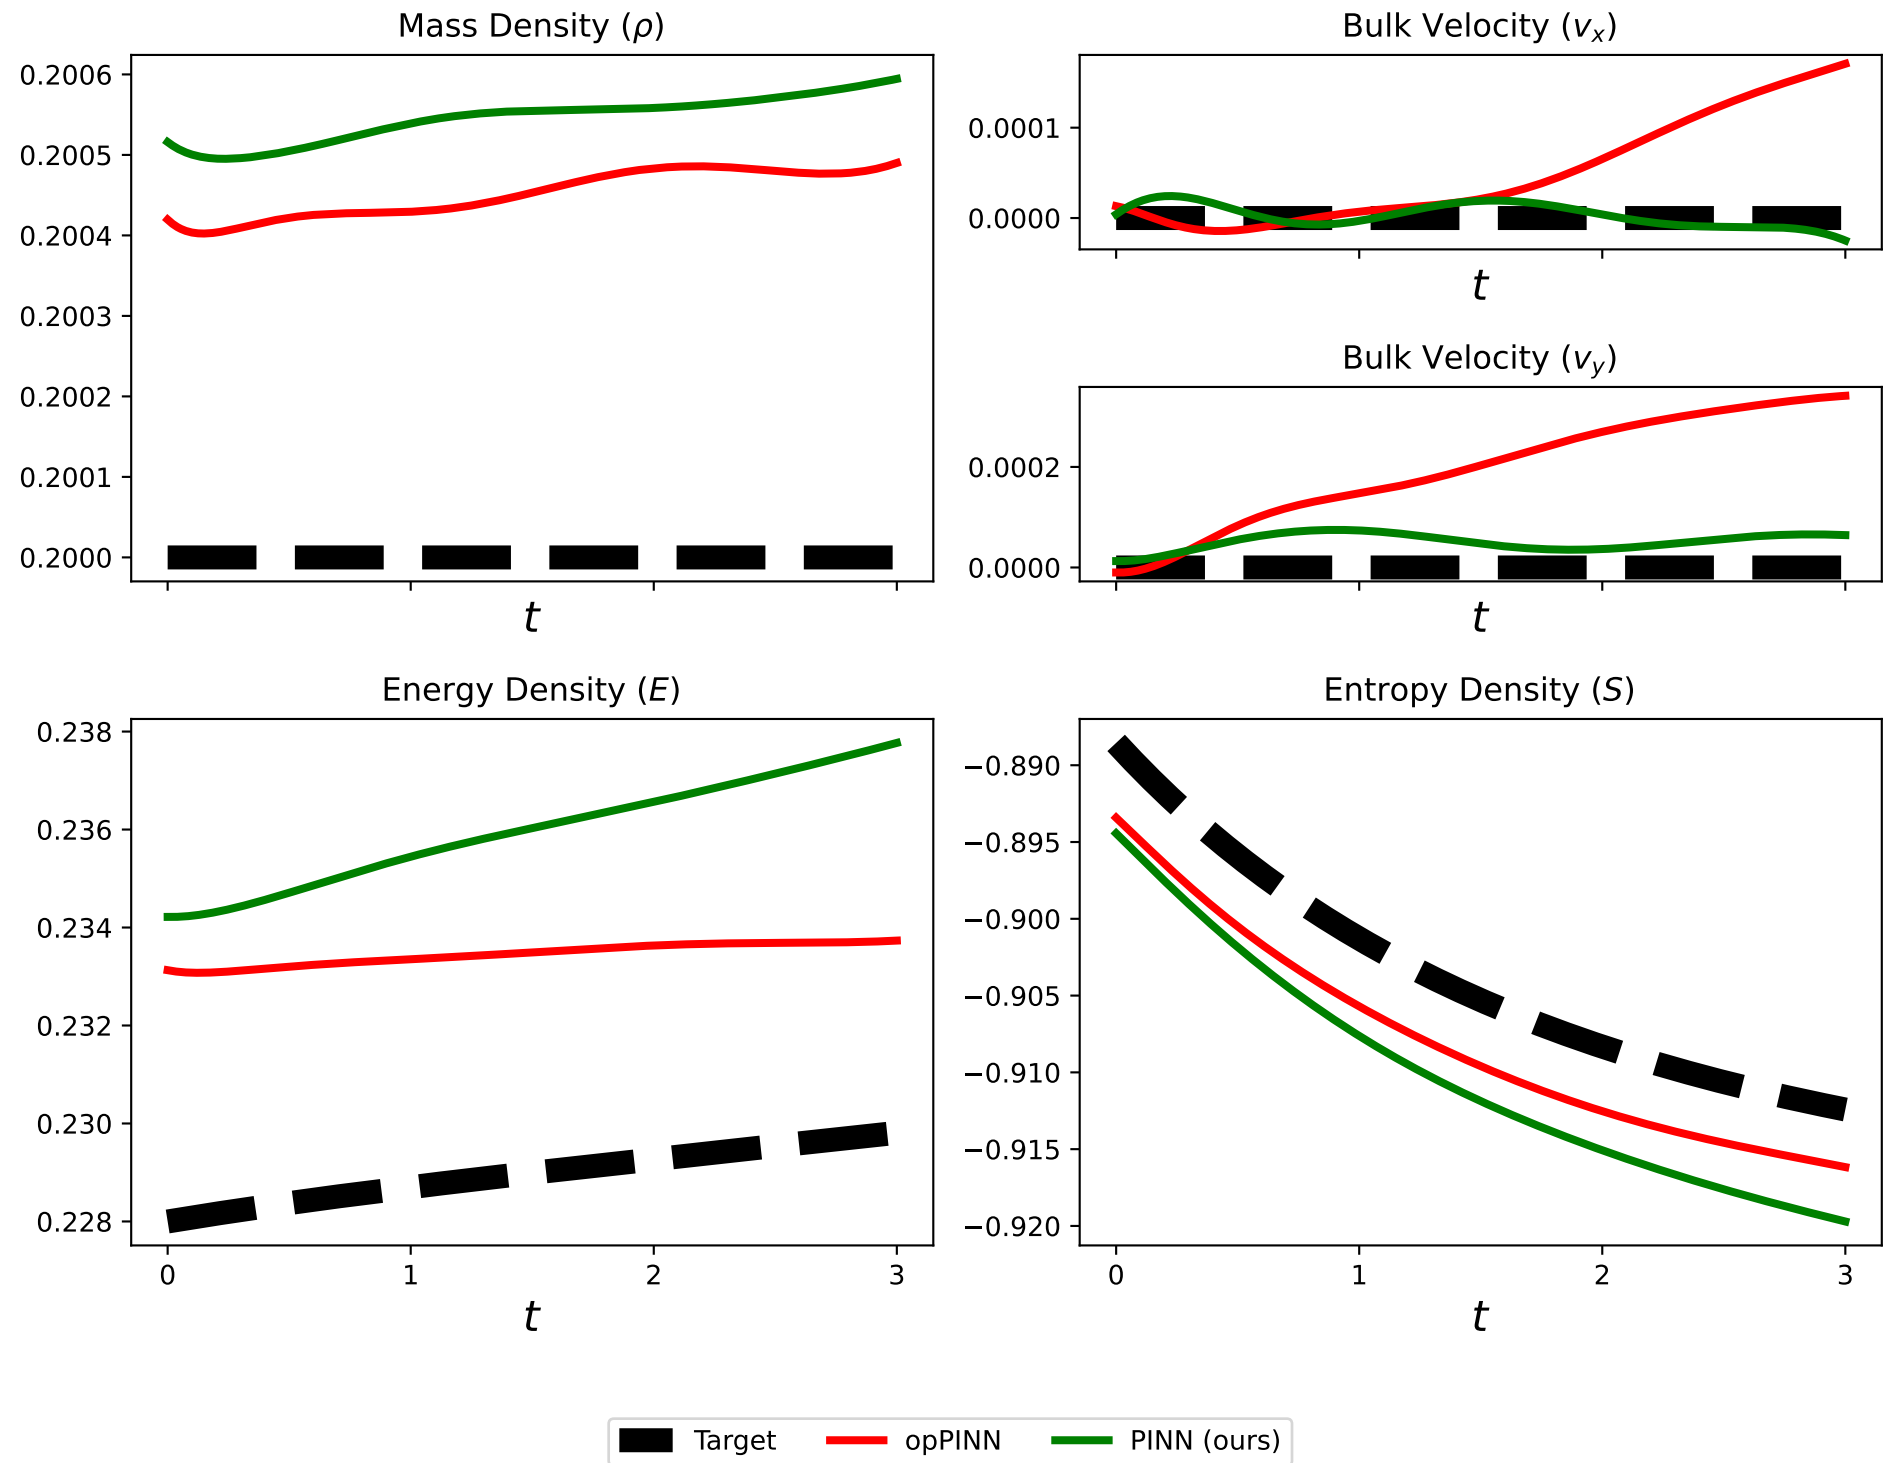 Mass Density (ρ)
0.2006
0.2005
0.2004
0.2003
0.2002
0.2001
0.2000
t
Bulk Velocity (vₓ)
0.0001
0.0000
t
Bulk Velocity (v_y)
0.0002
0.0000
t
Energy Density (E)
0.238
0.236
0.234
0.232
0.230
0.228
0 1 2 3
t
Entropy Density (S)
−0.890
−0.895
−0.900
−0.905
−0.910
−0.915
−0.920
0 1 2 3
t
Target opPINN PINN (ours)